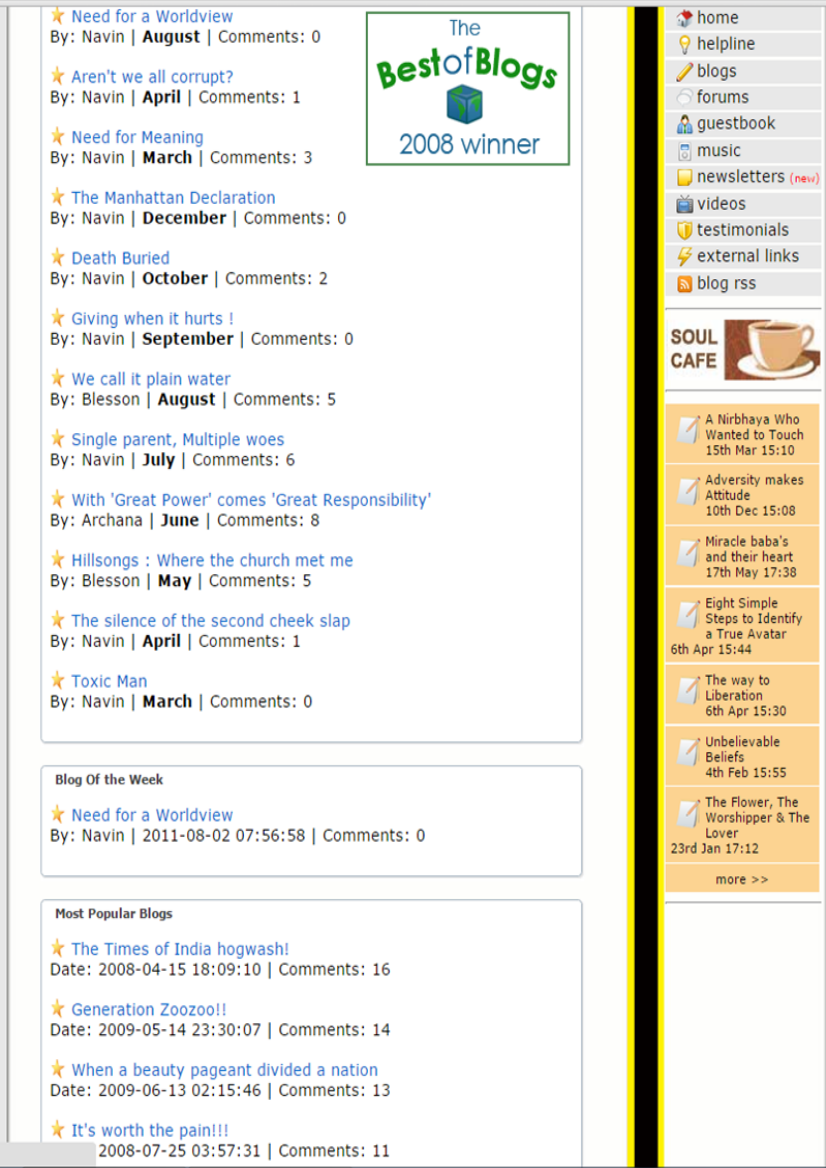 Need for a Worldview
By: Navin | August | Comments: 0
Aren't we all corrupt?
By: Navin | April | Comments: 1
Need for Meaning
By: Navin | March | Comments: 3
The Manhattan Declaration
By: Navin | December | Comments: 0
Death Buried
By: Navin | October | Comments: 2
Giving when it hurts !
By: Navin | September | Comments: 0
We call it plain water
By: Blesson | August | Comments: 5
Single parent, Multiple woes
By: Navin | July | Comments: 6
With 'Great Power' comes 'Great Responsibility'
By: Archana | June | Comments: 8
Hillsongs : Where the church met me
By: Blesson | May | Comments: 5
The silence of the second cheek slap
By: Navin | April | Comments: 1
Toxic Man
By: Navin | March | Comments: 0
The
BestofBlogs
2008 winner
Blog Of the Week
Need for a Worldview
By: Navin | 2011-08-02 07:56:58 | Comments: 0
Most Popular Blogs
The Times of India hogwash!
Date: 2008-04-15 18:09:10 | Comments: 16
Generation Zoozoo!!
Date: 2009-05-14 23:30:07 | Comments: 14
When a beauty pageant divided a nation
Date: 2009-06-13 02:15:46 | Comments: 13
It's worth the pain!!!
2008-07-25 03:57:31 | Comments: 11
home
helpline
blogs
forums
guestbook
music
newsletters (new)
videos
testimonials
external links
blog rss
SOUL
CAFE
A Nirbhaya Who
Wanted to Touch
15th Mar 15:10
Adversity makes
Attitude
10th Dec 15:08
Miracle baba's
and their heart
17th May 17:38
Eight Simple
Steps to Identify
a True Avatar
6th Apr 15:44
The way to
Liberation
6th Apr 15:30
Unbelievable
Beliefs
4th Feb 15:55
The Flower, The
Worshipper & The
Lover
23rd Jan 17:12
more >>